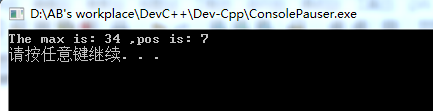 D:\AB's workplace\DevC++\Dev-Cpp\ConsolePauser.exe
The max is: 34 ,pos is: 7
请按任意键继续. . .